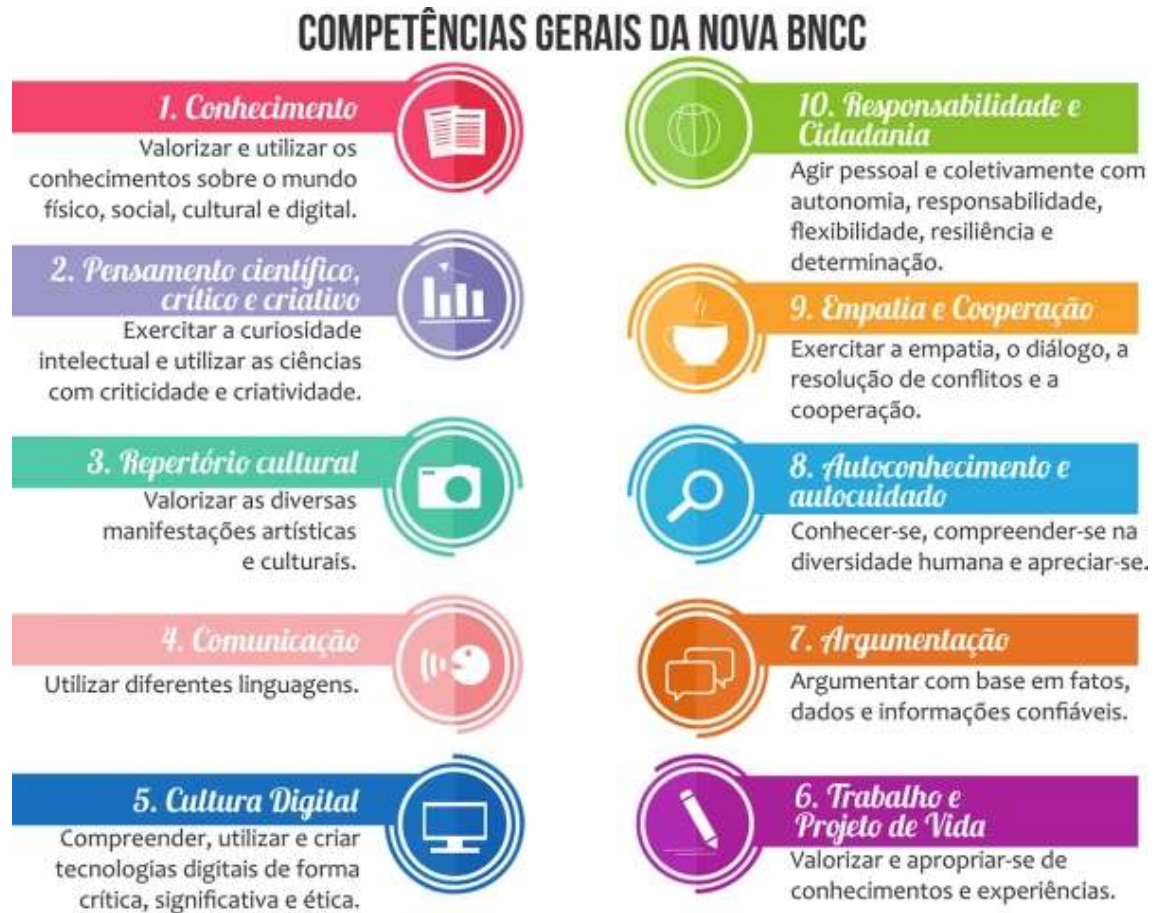 COMPETÊNCIAS GERAIS DA NOVA BNCC
1. Conhecimento
Valorizar e utilizar os
conhecimentos sobre o mundo
físico, social, cultural e digital.
2. Pensamento científico,
crítico e criativo
Exercitar a curiosidade
intelectual e utilizar as ciências
com criticidade e criatividade.
3. Repertório cultural
Valorizar as diversas
manifestações artísticas
e culturais.
4. Comunicação
Utilizar diferentes linguagens.
5. Cultura Digital
Compreender, utilizar e criar
tecnologias digitais de forma
crítica, significativa e ética.
10. Responsabilidade e
Cidadania
Agir pessoal e coletivamente com
autonomia, responsabilidade,
flexibilidade, resiliência e
determinação.
9. Empatia e Cooperação
Exercitar a empatia, o diálogo, a
resolução de conflitos e a
cooperação.
8. Autoconhecimento e
autocuidado
Conhecer-se, compreender-se na
diversidade humana e apreciar-se.
7. Argumentação
Argumentar com base em fatos,
dados e informações confiáveis.
6. Trabalho e
Projeto de Vida
Valorizar e apropriar-se de
conhecimentos e experiências.